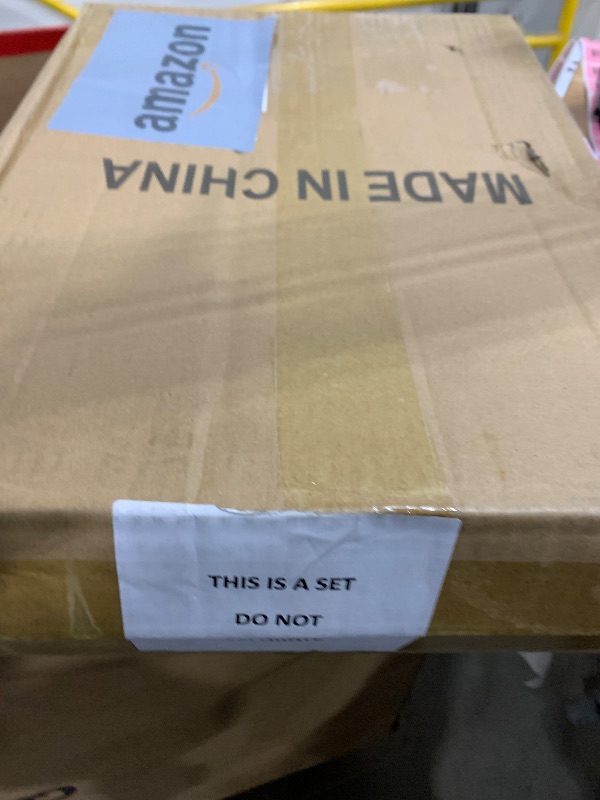 amazon
MADE IN CHINA
THIS IS A SET
DO NOT